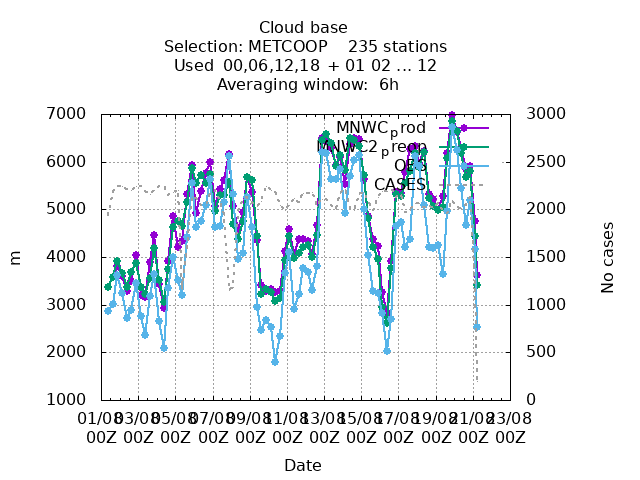 Cloud base
Selection: METCOOP    235 stations
Used  00,06,12,18 + 01 02 ... 12
Averaging window:  6h
7000
6000
5000
4000
3000
2000
1000
m
3000
2500
2000
1500
1000
500
0
No cases
MNWC_prod
MNWC2_preop
OBS
CASES
01/08 03/08 05/08 07/08 09/08 11/08 13/08 15/08 17/08 19/08 21/08 23/08
00Z 00Z 00Z 00Z 00Z 00Z 00Z 00Z 00Z 00Z 00Z 00Z
Date